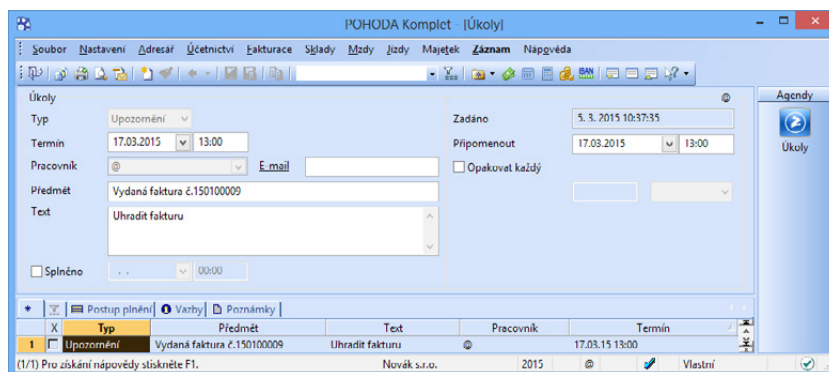 POHODA Komplet - [Úkoly]
Soubor Nastavení Adresář Účetnictví Fakturace Sklady Mzdy Jízdy Majetek Záznam Nápověda
IBAN
Úkoly @ Agendy
Typ Upozornění Zadáno 5. 3. 2015 10:37:35
Termín 17.03.2015 13:00 Připomenout 17.03.2015 13:00 Úkoly
Pracovník @ E-mail Opakovat každý
Předmět Vydaná faktura č.150100009
Text Uhradit fakturu
Splněno . . 00:00
* Postup plnění Vazby Poznámky
X Typ Předmět Text Pracovník Termín
1 Upozornění Vydaná faktura č.150100009 Uhradit fakturu @ 17.03.15 13:00
(1/1) Pro získání nápovědy stiskněte F1. Novák s.r.o. 2015 @ Vlastní